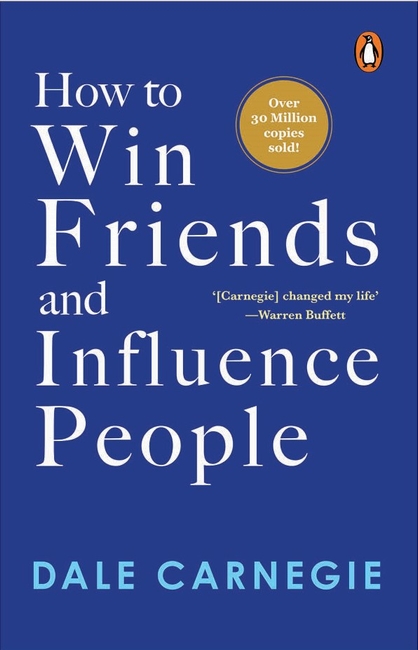 How to
Win
Friends
and
Influence
People
Over
30 Million
copies
sold!
‘[Carnegie] changed my life’
—Warren Buffett
DALE CARNEGIE